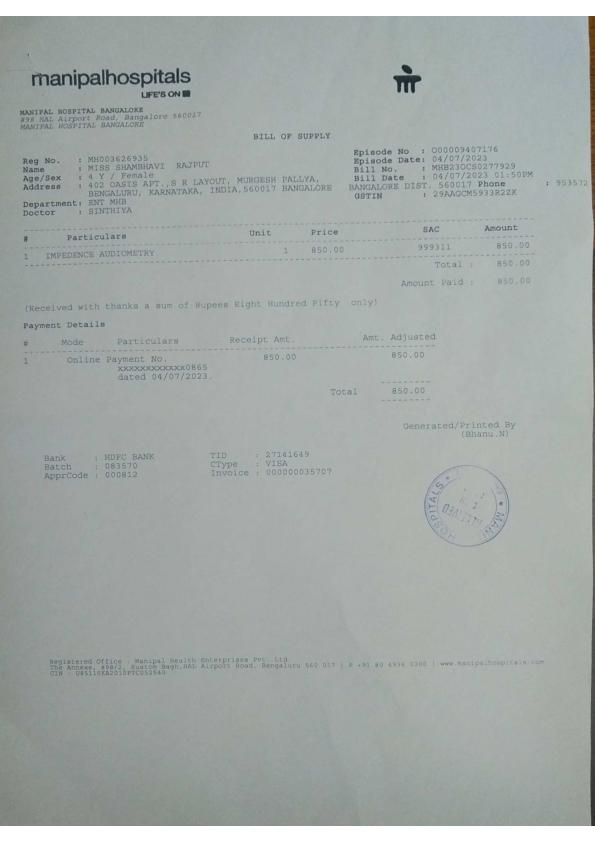 manipalhospitals
LIFE'S ON
MANIPAL HOSPITAL BANGALORE
#98 HAL Airport Road, Bangalore 560017
MANIPAL HOSPITAL BANGALORE
BILL OF SUPPLY
Reg No. : MH003626935 Episode No : O00009407176
Name : MISS SHAMBHAVI RAJPUT Episode Date: 04/07/2023
Age/Sex : 4 Y / Female Bill No. : MHB23OCS0277929
Address : 402 OASIS APT.,S R LAYOUT, MURGESH PALLYA, Bill Date : 04/07/2023 01:50PM
BENGALURU, KARNATAKA, INDIA,560017 BANGALORE BANGALORE DIST. 560017 Phone : 953572
Department: ENT MHB GSTIN : 29AAGCM5933R2ZK
Doctor : SINTHIYA
# Particulars Unit Price SAC Amount
1 IMPEDENCE AUDIOMETRY 1 850.00 999311 850.00
Total : 850.00
Amount Paid : 850.00
(Received with thanks a sum of Rupees Eight Hundred Fifty only)
Payment Details
# Mode Particulars Receipt Amt. Amt. Adjusted
1 Online Payment No. 850.00 850.00
xxxxxxxxxxxx0865
dated 04/07/2023.
Total 850.00
Generated/Printed By
(Bhanu.N)
Bank : HDFC BANK TID : 27141649
Batch : 083570 CType : VISA
ApprCode : 000812 Invoice : 000000035707
HOSPITALS * MANI
RECEIVED
Registered Office : Manipal Health Enterprises Pvt. Ltd.
The Annexe, #98/2, Rustom Bagh,HAL Airport Road, Bengaluru 560 017 | P +91 80 4936 0300 | www.manipalhospitals.com
CIN : U85110KA2010PTC052540